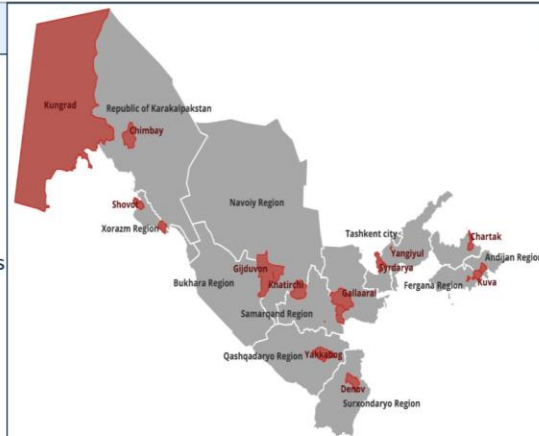 Kungrad
Republic of Karakalpakstan
Chimbay
Shovot
Xorazm Region
Navoiy Region
Tashkent city
Chartak
Yangiyul
Andijan Region
Syrdarya
Gijduvon
Khatirchi
Bukhara Region
Fergana Region
Kuva
Gallaaral
Samarqand Region
Qashqadaryo Region
Yakkabog
Denov
Surxondaryo Region
s